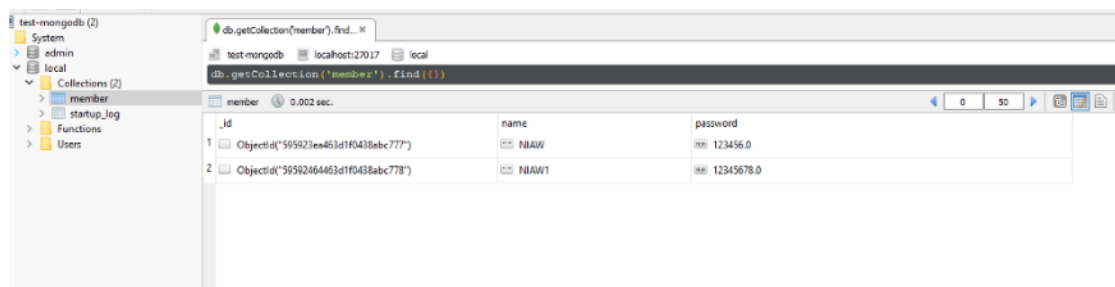 test-mongodb (2)
System
admin
local
Collections (2)
member
startup_log
Functions
Users
db.getCollection('member').find...
test-mongodb localhost:27017 local
db.getCollection('member').find({})
member 0.002 sec.
0 50
_id name password
1 ObjectId("595923ea463d1f0438abc777") NIAW 123456.0
2 ObjectId("59592464463d1f0438abc778") NIAW1 12345678.0